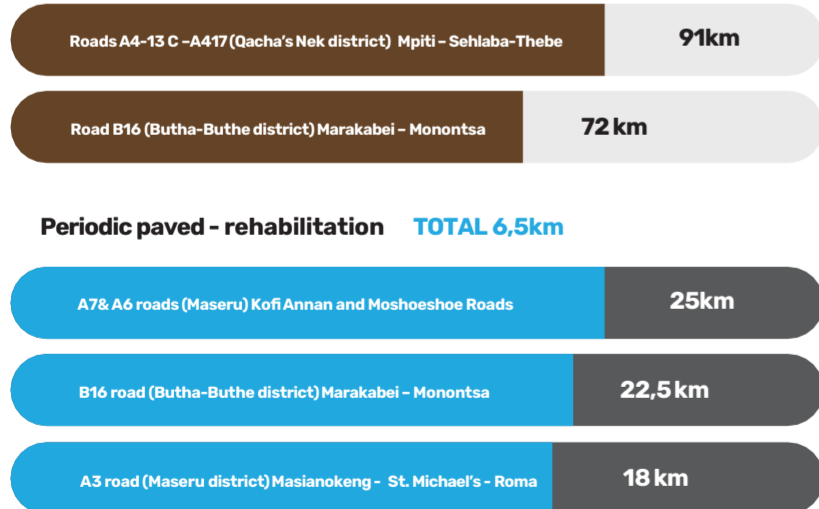 Roads A4-13 C –A417 (Qacha’s Nek district) Mpiti – Sehlaba-Thebe 91km
Road B16 (Butha-Buthe district) Marakabei – Monontsa 72 km
Periodic paved - rehabilitation TOTAL 6,5km
A7& A6 roads (Maseru) Kofi Annan and Moshoeshoe Roads 25km
B16 road (Butha-Buthe district) Marakabei – Monontsa 22,5 km
A3 road (Maseru district) Masianokeng - St. Michael’s - Roma 18 km